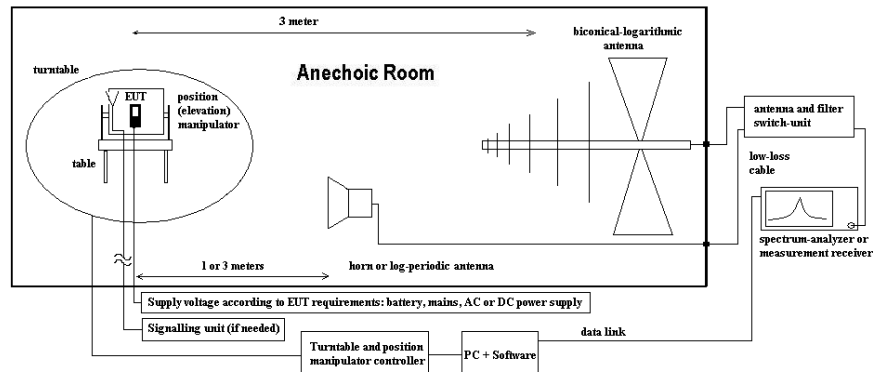 3 meter
biconical-logarithmic
antenna
turntable
Anechoic Room
EUT
position
(elevation)
manipulator
antenna and filter
switch-unit
table
low-loss
cable
spectrum-analyzer or
measurement receiver
1 or 3 meters
horn or log-periodic antenna
Supply voltage according to EUT requirements: battery, mains, AC or DC power supply
Signalling unit (if needed)
data link
Turntable and position
manipulator controller
PC + Software